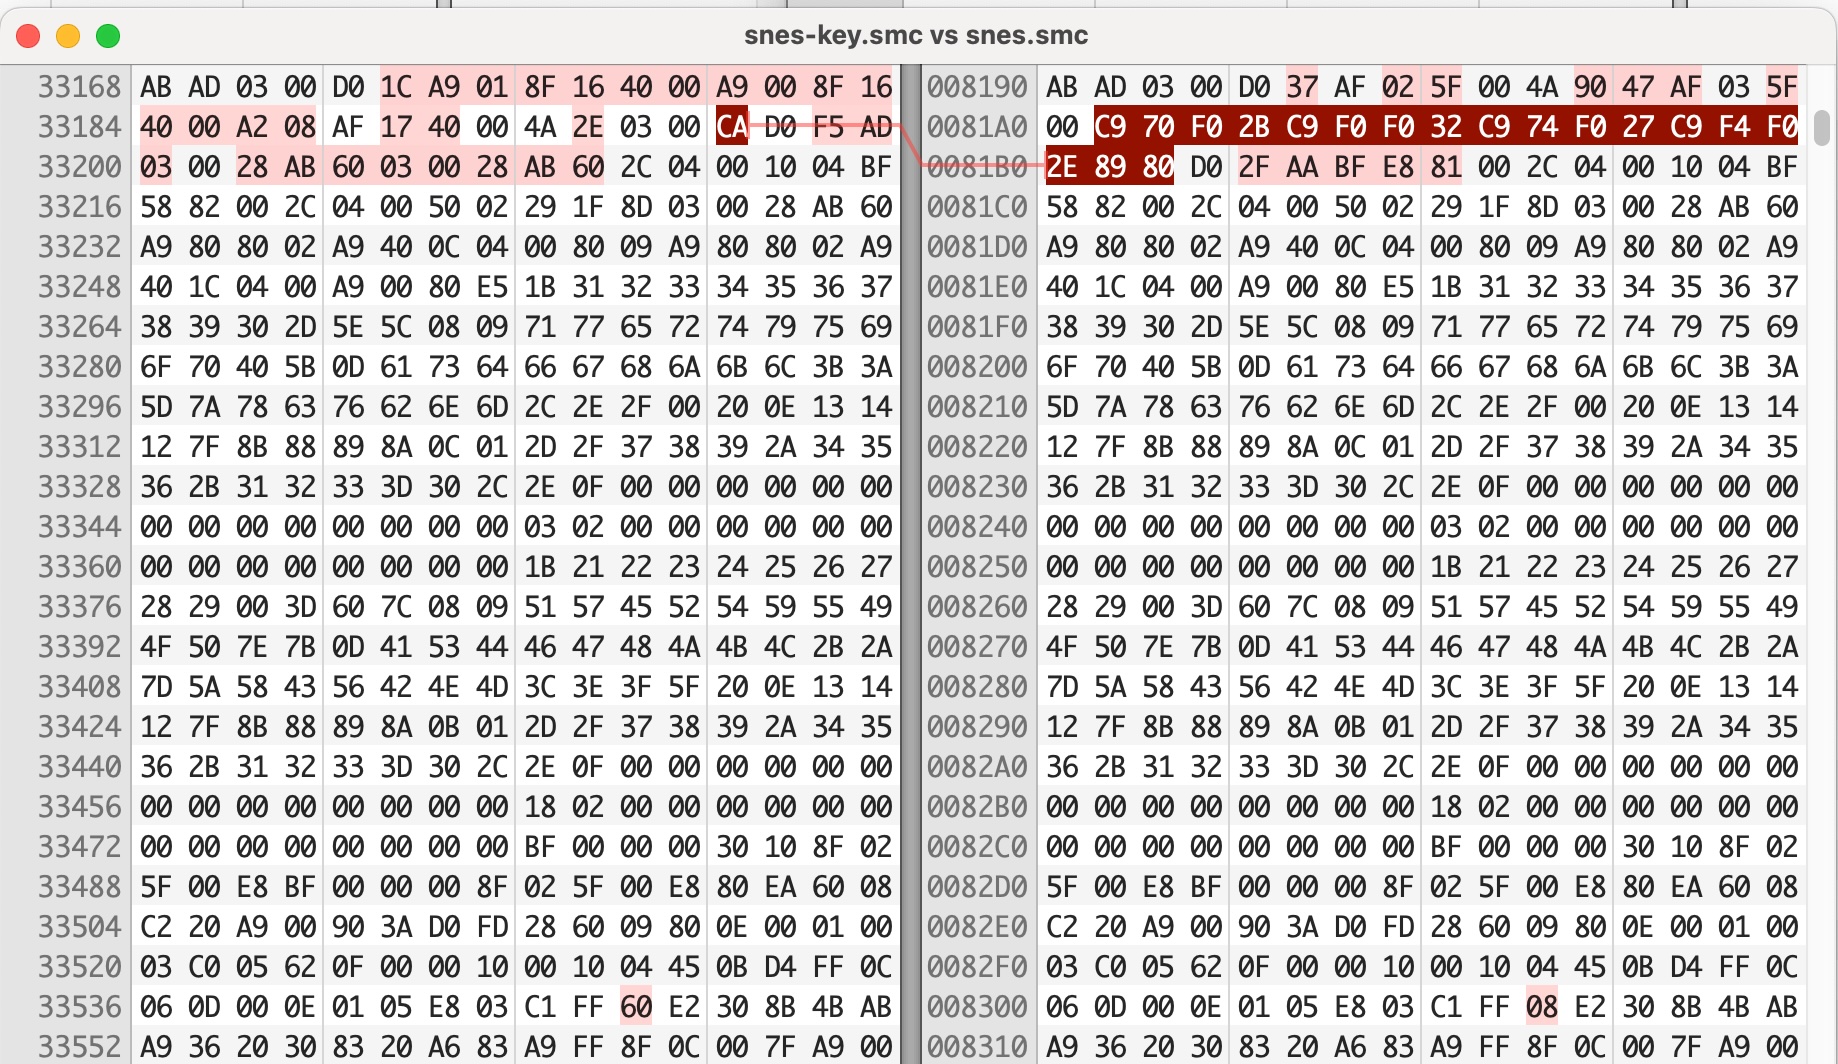 snes-key.smc vs snes.smc
33168 AB AD 03 00 D0 1C A9 01 8F 16 40 00 A9 00 8F 16 008190 AB AD 03 00 D0 37 AF 02 5F 00 4A 90 47 AF 03 5F
33184 40 00 A2 08 AF 17 40 00 4A 2E 03 00 CA D0 F5 AD 0081A0 00 C9 70 F0 2B C9 F0 F0 32 C9 74 F0 27 C9 F4 F0
33200 03 00 28 AB 60 03 00 28 AB 60 2C 04 00 10 04 BF 0081B0 2E 89 80 D0 2F AA BF E8 81 00 2C 04 00 10 04 BF
33216 58 82 00 2C 04 00 50 02 29 1F 8D 03 00 28 AB 60 0081C0 58 82 00 2C 04 00 50 02 29 1F 8D 03 00 28 AB 60
33232 A9 80 80 02 A9 40 0C 04 00 80 09 A9 80 80 02 A9 0081D0 A9 80 80 02 A9 40 0C 04 00 80 09 A9 80 80 02 A9
33248 40 1C 04 00 A9 00 80 E5 1B 31 32 33 34 35 36 37 0081E0 40 1C 04 00 A9 00 80 E5 1B 31 32 33 34 35 36 37
33264 38 39 30 2D 5E 5C 08 09 71 77 65 72 74 79 75 69 0081F0 38 39 30 2D 5E 5C 08 09 71 77 65 72 74 79 75 69
33280 6F 70 40 5B 0D 61 73 64 66 67 68 6A 6B 6C 3B 3A 008200 6F 70 40 5B 0D 61 73 64 66 67 68 6A 6B 6C 3B 3A
33296 5D 7A 78 63 76 62 6E 6D 2C 2E 2F 00 20 0E 13 14 008210 5D 7A 78 63 76 62 6E 6D 2C 2E 2F 00 20 0E 13 14
33312 12 7F 8B 88 89 8A 0C 01 2D 2F 37 38 39 2A 34 35 008220 12 7F 8B 88 89 8A 0C 01 2D 2F 37 38 39 2A 34 35
33328 36 2B 31 32 33 3D 30 2C 2E 0F 00 00 00 00 00 00 008230 36 2B 31 32 33 3D 30 2C 2E 0F 00 00 00 00 00 00
33344 00 00 00 00 00 00 00 00 03 02 00 00 00 00 00 00 008240 00 00 00 00 00 00 00 00 03 02 00 00 00 00 00 00
33360 00 00 00 00 00 00 00 00 1B 21 22 23 24 25 26 27 008250 00 00 00 00 00 00 00 00 1B 21 22 23 24 25 26 27
33376 28 29 00 3D 60 7C 08 09 51 57 45 52 54 59 55 49 008260 28 29 00 3D 60 7C 08 09 51 57 45 52 54 59 55 49
33392 4F 50 7E 7B 0D 41 53 44 46 47 48 4A 4B 4C 2B 2A 008270 4F 50 7E 7B 0D 41 53 44 46 47 48 4A 4B 4C 2B 2A
33408 7D 5A 58 43 56 42 4E 4D 3C 3E 3F 5F 20 0E 13 14 008280 7D 5A 58 43 56 42 4E 4D 3C 3E 3F 5F 20 0E 13 14
33424 12 7F 8B 88 89 8A 0B 01 2D 2F 37 38 39 2A 34 35 008290 12 7F 8B 88 89 8A 0B 01 2D 2F 37 38 39 2A 34 35
33440 36 2B 31 32 33 3D 30 2C 2E 0F 00 00 00 00 00 00 0082A0 36 2B 31 32 33 3D 30 2C 2E 0F 00 00 00 00 00 00
33456 00 00 00 00 00 00 00 00 18 02 00 00 00 00 00 00 0082B0 00 00 00 00 00 00 00 00 18 02 00 00 00 00 00 00
33472 00 00 00 00 00 00 00 00 BF 00 00 00 30 10 8F 02 0082C0 00 00 00 00 00 00 00 00 BF 00 00 00 30 10 8F 02
33488 5F 00 E8 BF 00 00 00 8F 02 5F 00 E8 80 EA 60 08 0082D0 5F 00 E8 BF 00 00 00 8F 02 5F 00 E8 80 EA 60 08
33504 C2 20 A9 00 90 3A D0 FD 28 60 09 80 0E 00 01 00 0082E0 C2 20 A9 00 90 3A D0 FD 28 60 09 80 0E 00 01 00
33520 03 C0 05 62 0F 00 00 10 00 10 04 45 0B D4 FF 0C 0082F0 03 C0 05 62 0F 00 00 10 00 10 04 45 0B D4 FF 0C
33536 06 0D 00 0E 01 05 E8 03 C1 FF 60 E2 30 8B 4B AB 008300 06 0D 00 0E 01 05 E8 03 C1 FF 08 E2 30 8B 4B AB
33552 A9 36 20 30 83 20 A6 83 A9 FF 8F 0C 00 7F A9 00 008310 A9 36 20 30 83 20 A6 83 A9 FF 8F 0C 00 7F A9 00